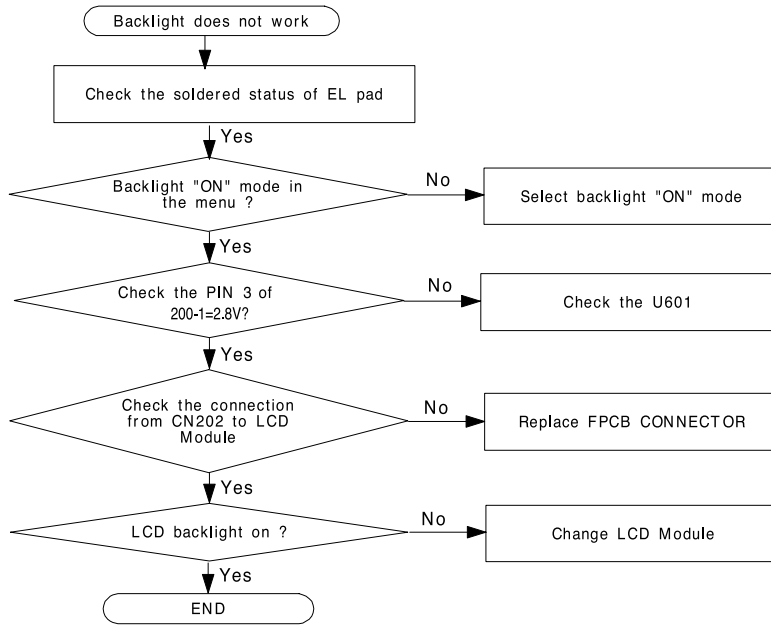 Backlight does not work
Check the soldered status of EL pad
Yes
Backlight "ON" mode in
the menu ?
No
Select backlight "ON" mode
Yes
Check the PIN 3 of
200-1=2.8V?
No
Check the U601
Yes
Check the connection
from CN202 to LCD
Module
No
Replace FPCB CONNECTOR
Yes
LCD backlight on ?
No
Change LCD Module
Yes
END